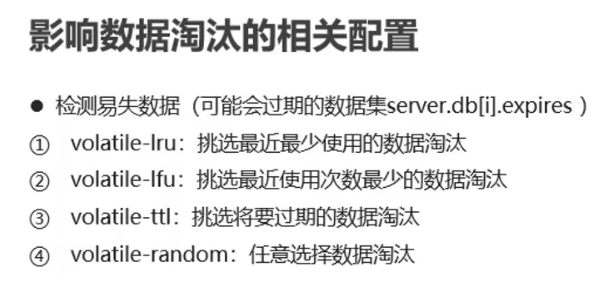 影响数据淘汰的相关配置
● 检测易失数据（可能会过期的数据集server.db[i].expires ）
① volatile-lru：挑选最近最少使用的数据淘汰
② volatile-lfu：挑选最近使用次数最少的数据淘汰
③ volatile-ttl：挑选将要过期的数据淘汰
④ volatile-random：任意选择数据淘汰